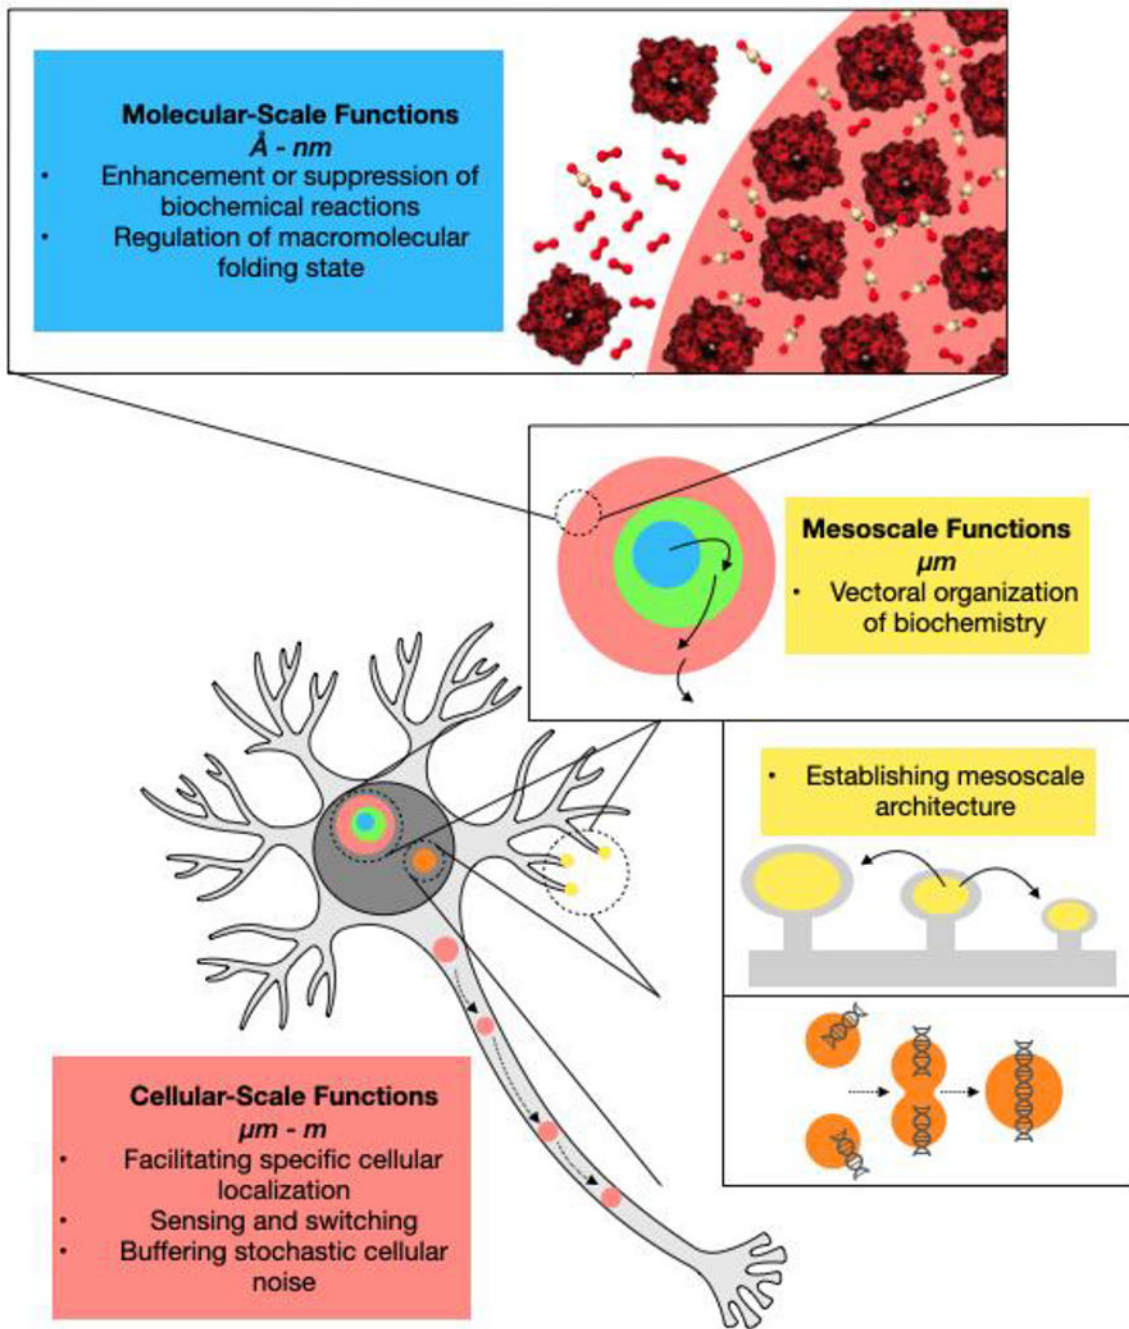 Molecular-Scale Functions
Å - nm
• Enhancement or suppression of
biochemical reactions
• Regulation of macromolecular
folding state
Mesoscale Functions
µm
• Vectoral organization
of biochemistry
• Establishing mesoscale
architecture
Cellular-Scale Functions
µm - m
• Facilitating specific cellular
localization
• Sensing and switching
• Buffering stochastic cellular
noise